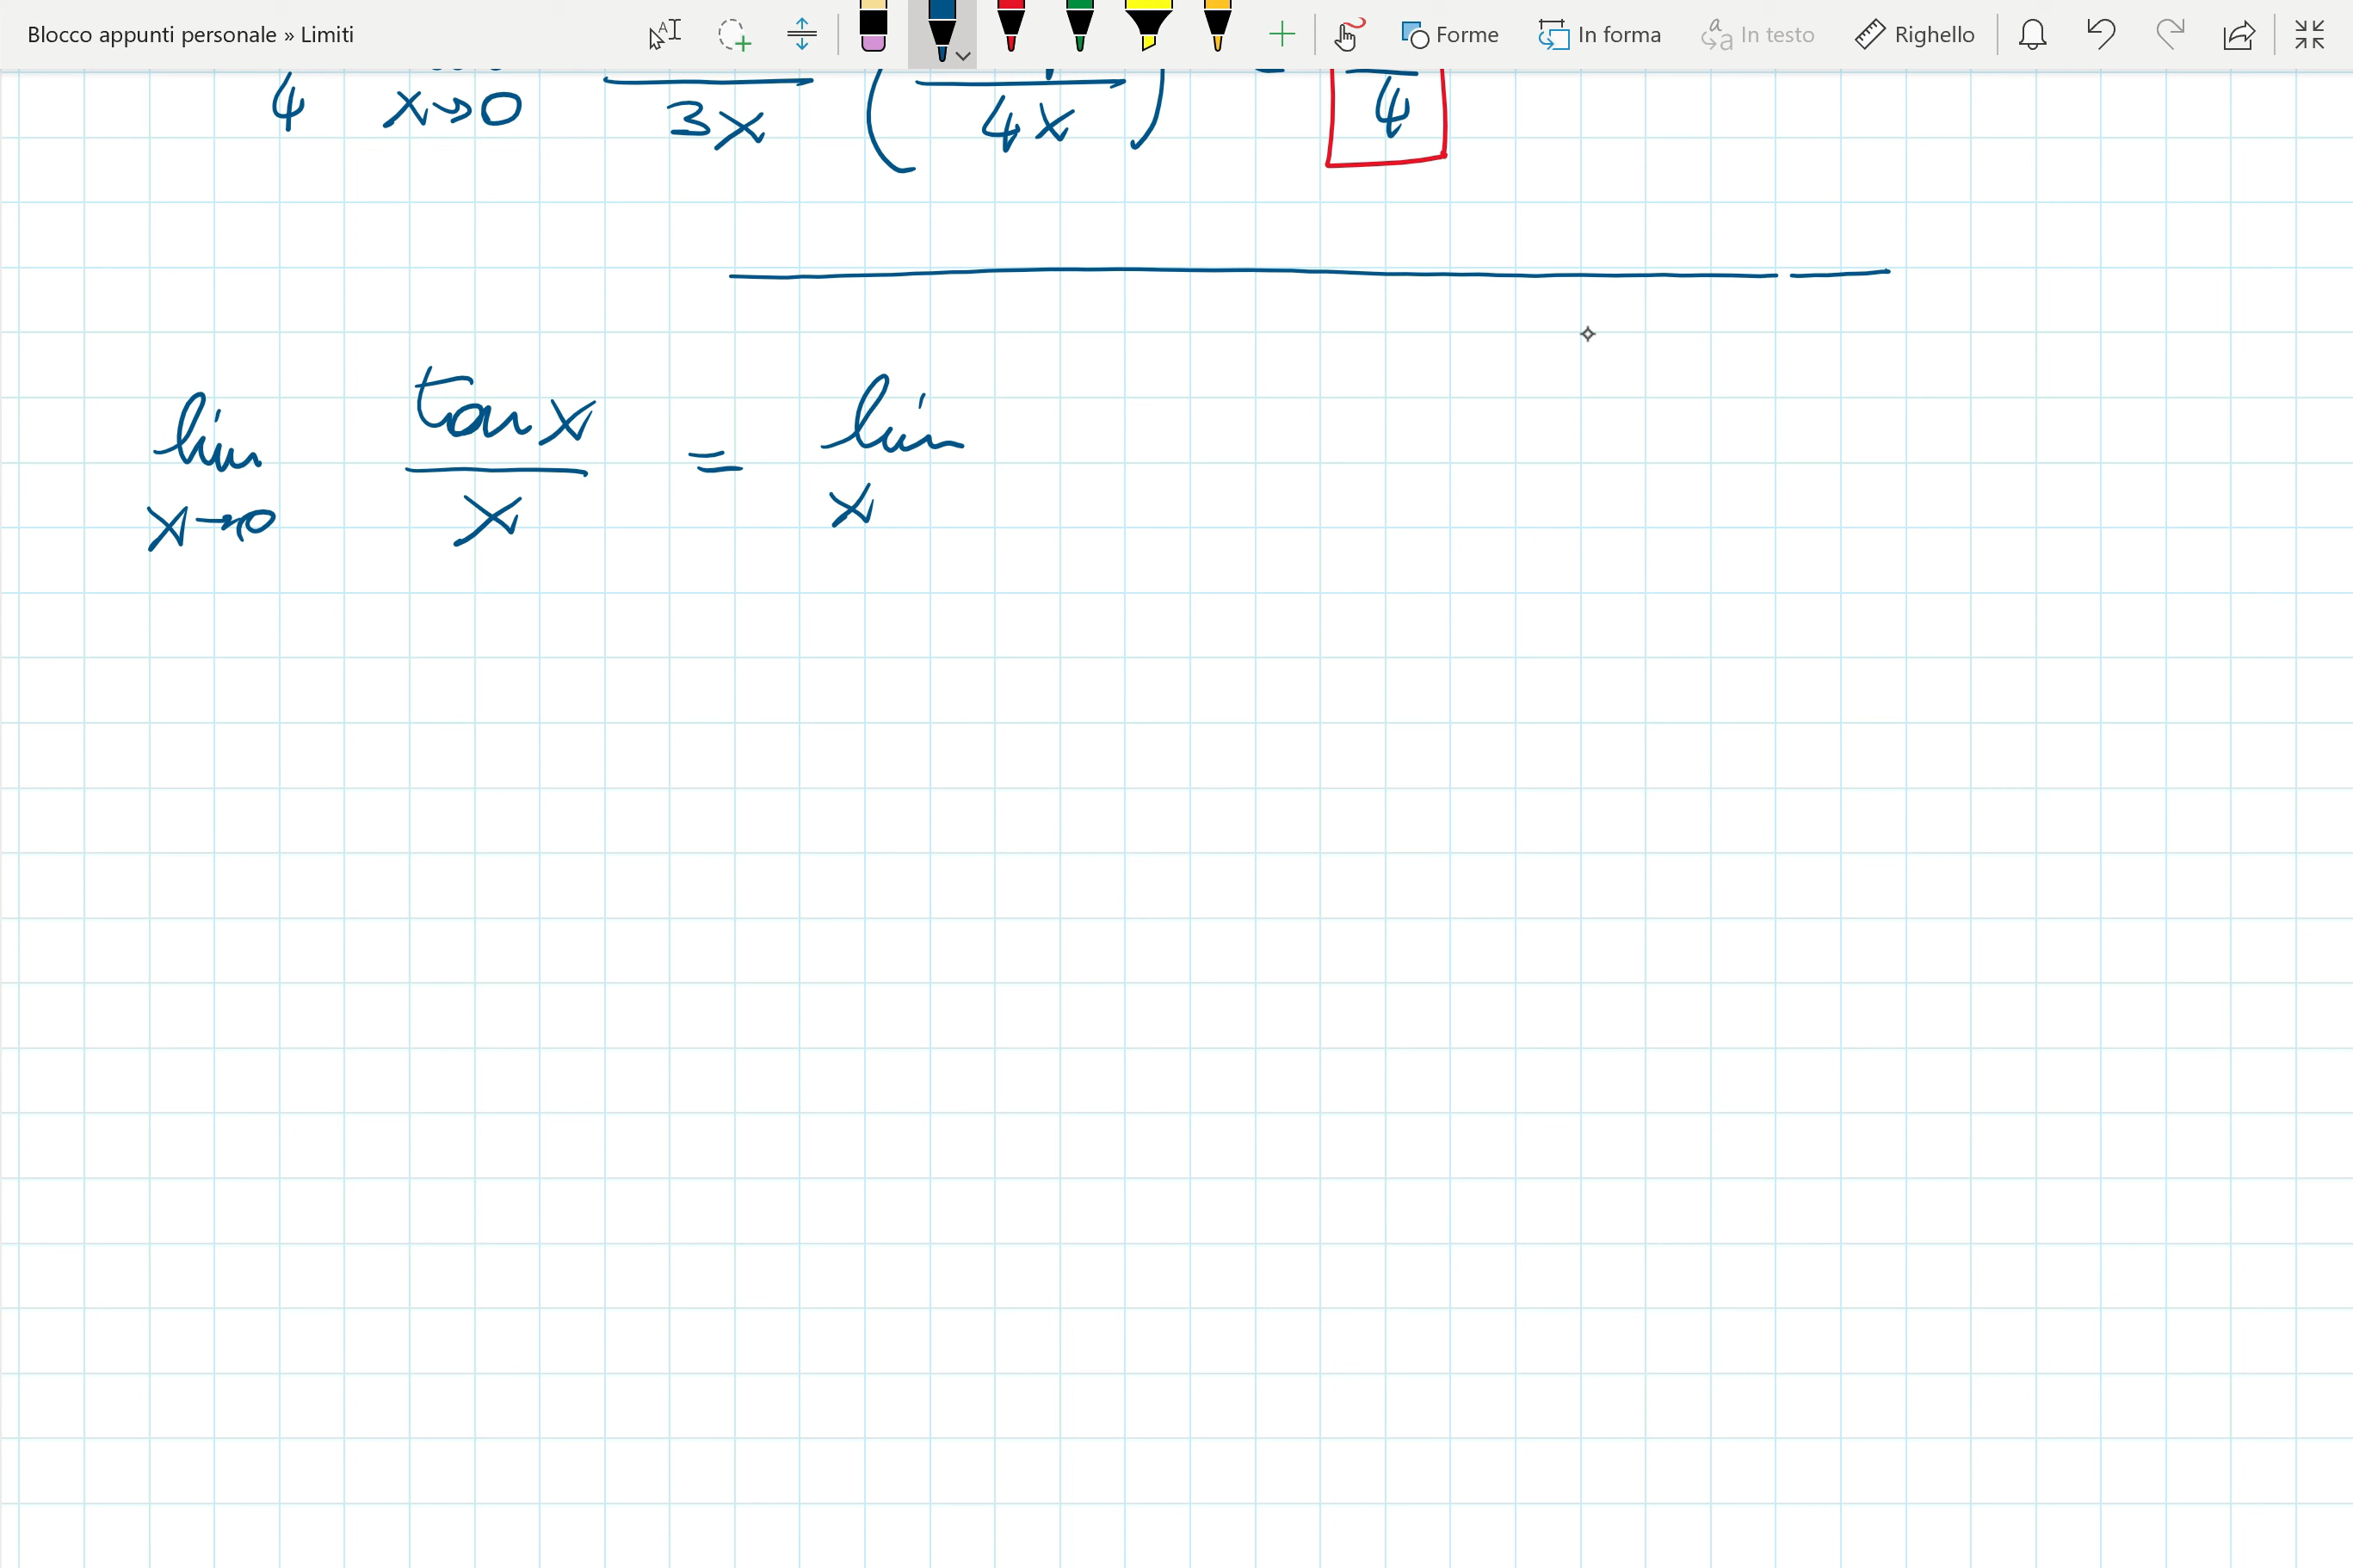 Blocco appunti personale » Limiti Forme In forma In testo Righello
4 x→0 3x ( 4x ) 4
lim tan x = lim
x→0 x x